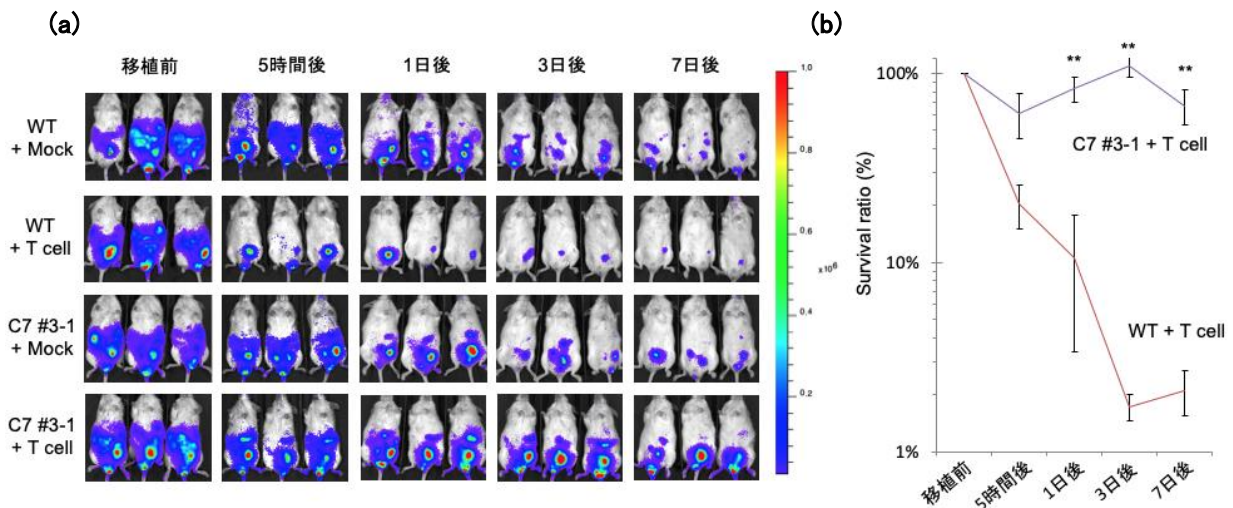 (a)
移植前 5時間後 1日後 3日後 7日後
WT
+ Mock
WT
+ T cell
C7 #3-1
+ Mock
C7 #3-1
+ T cell
1.0
0.8
0.6
x10⁶
0.4
0.2
(b)
Survival ratio (%)
100%
10%
1%
** ** **
C7 #3-1 + T cell
WT + T cell
移植前 5時間後 1日後 3日後 7日後